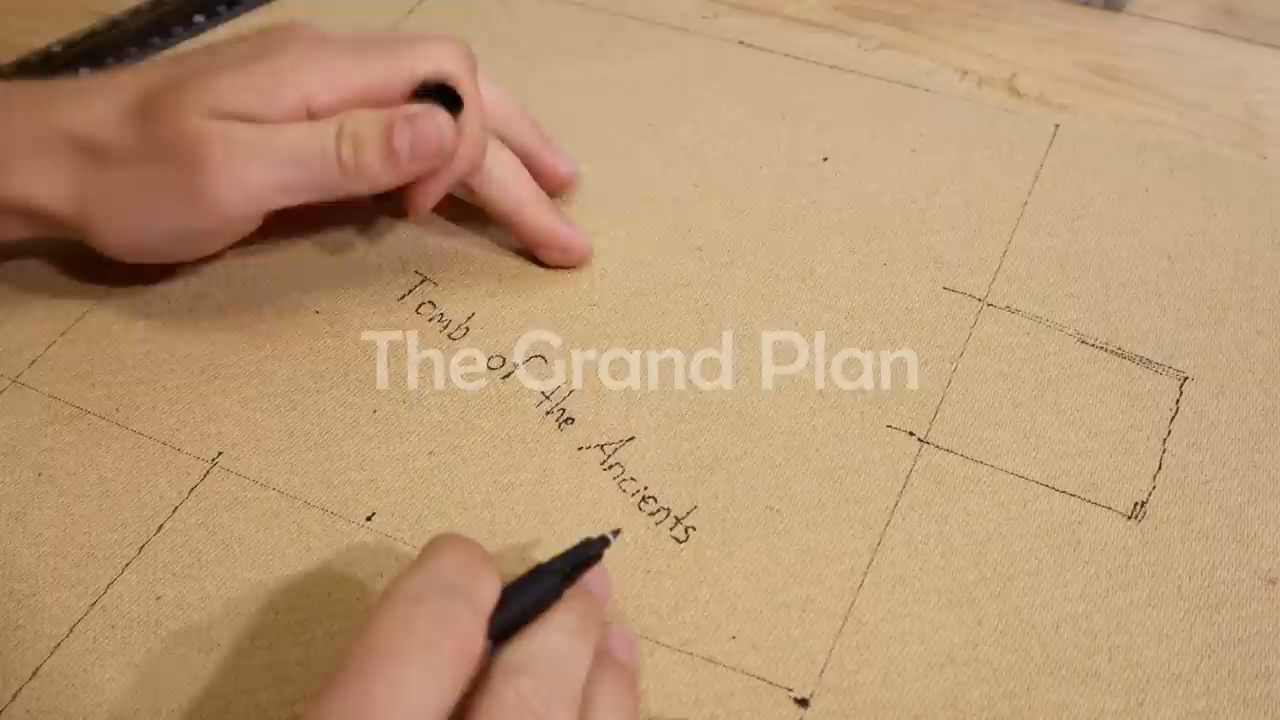 Tomb of the Ancients
The Grand Plan